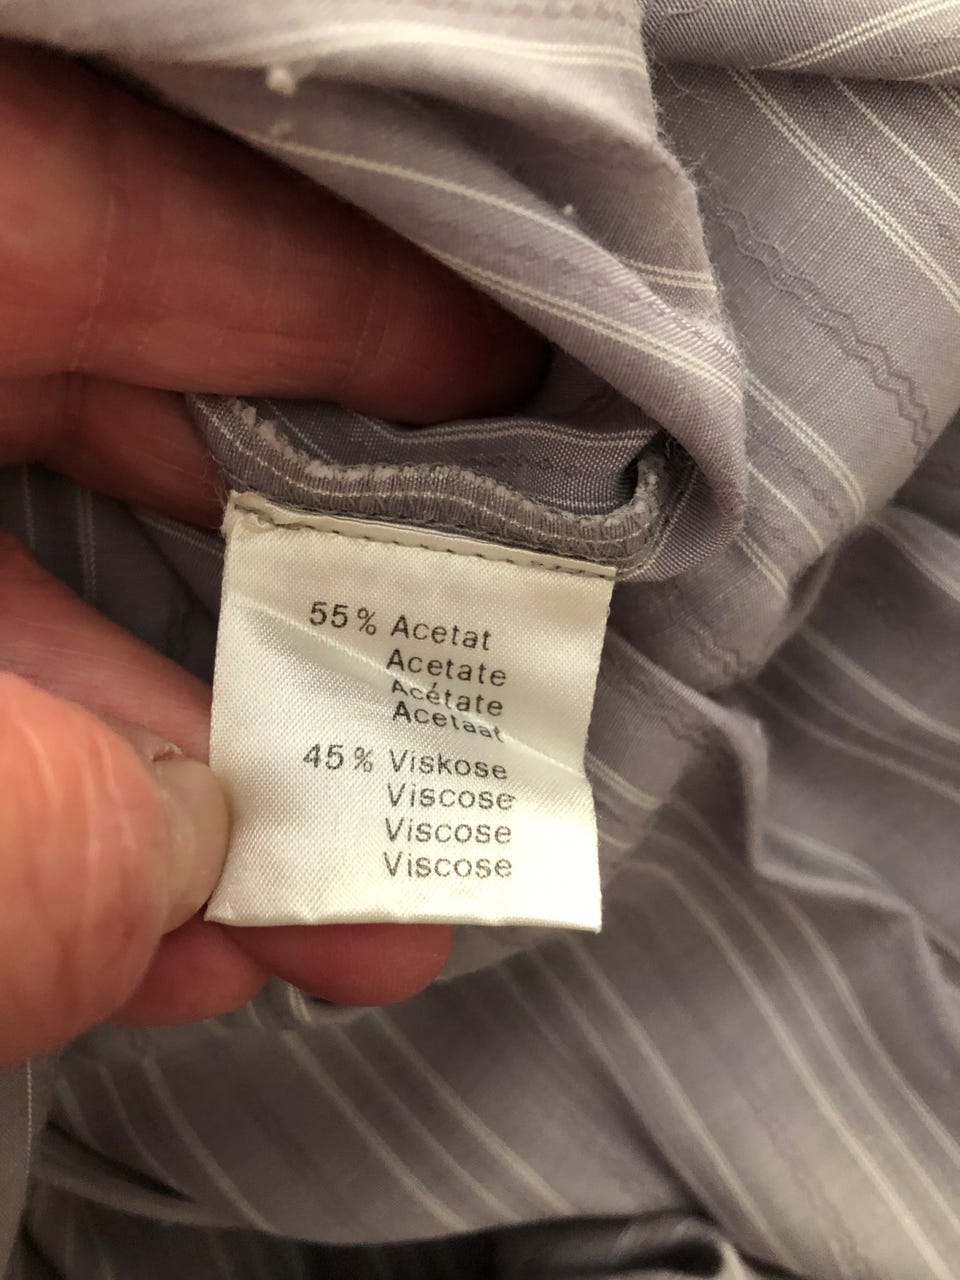 55% Acetat
Acetate
Acétate
Acetaat
45% Viskose
Viscose
Viscose
Viscose